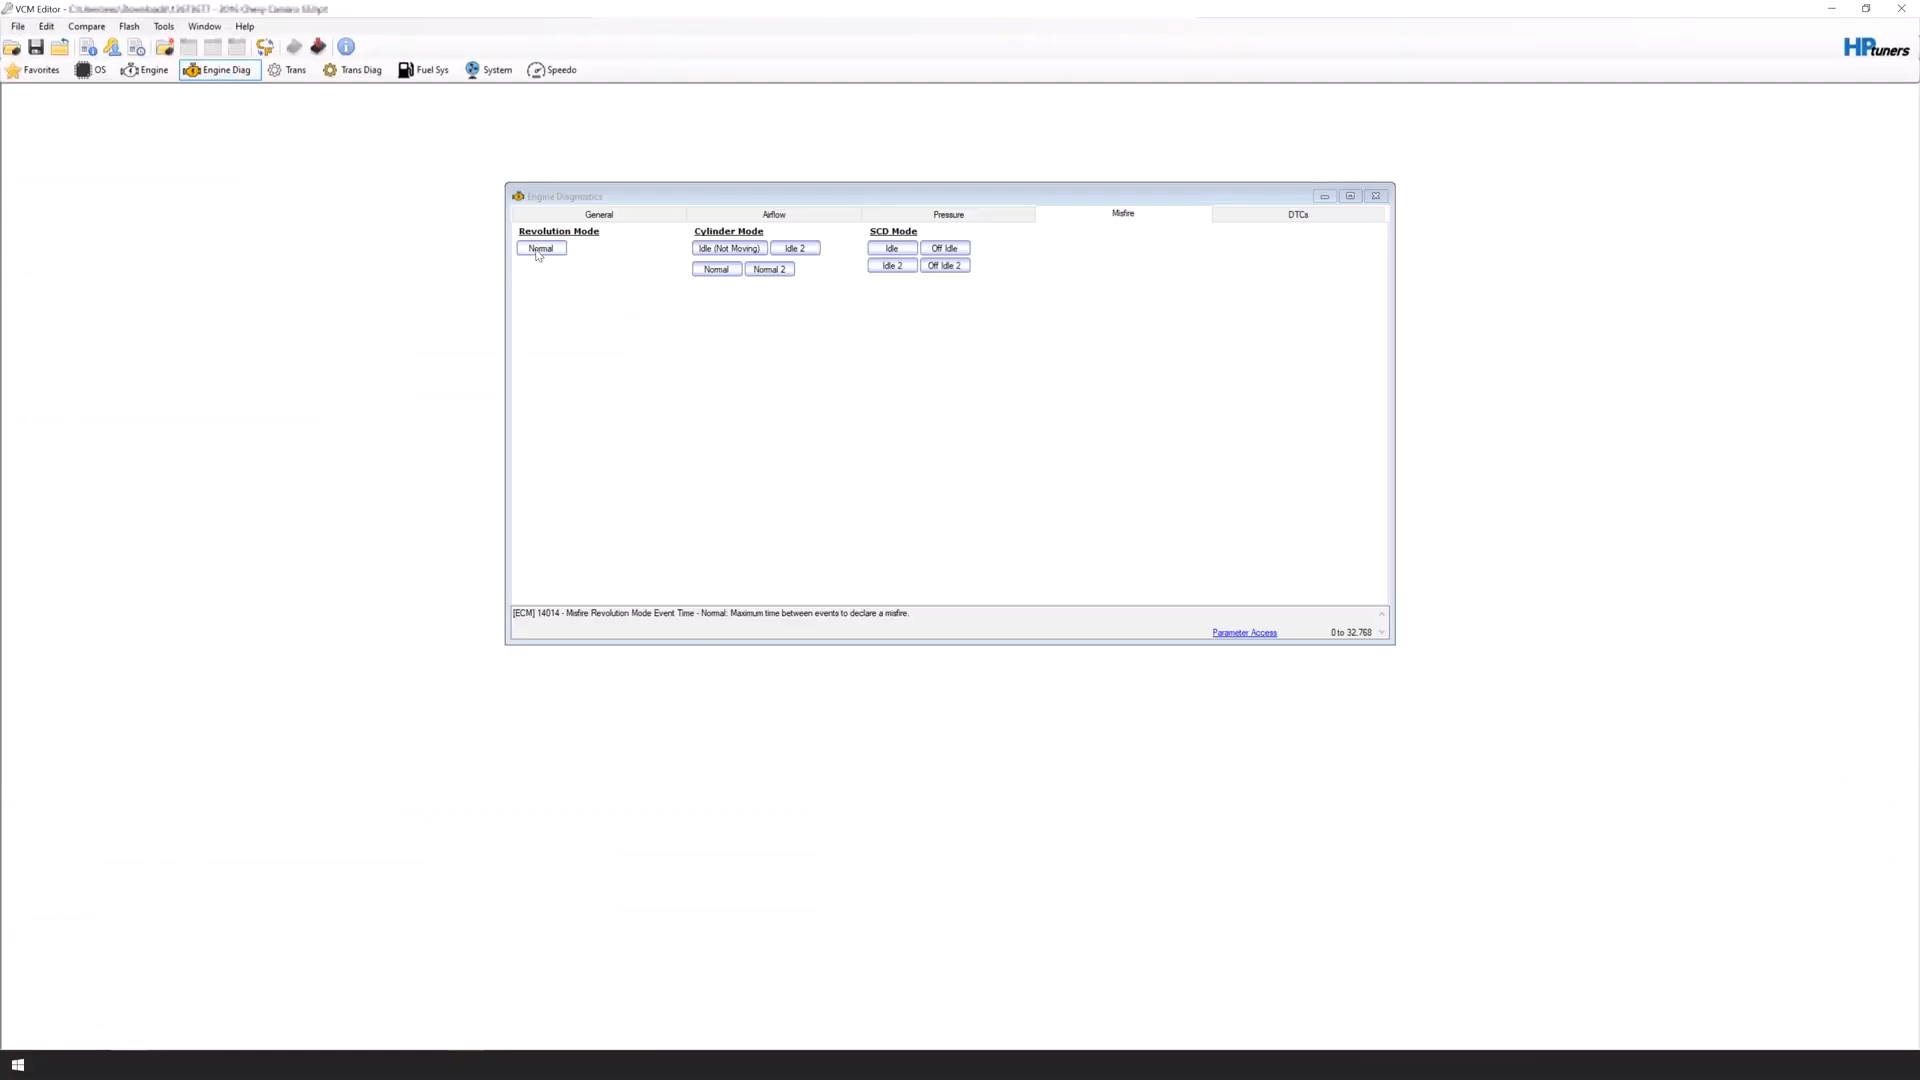 VCM Editor -
File Edit Compare Flash Tools Window Help
HPtuners
Favorites OS Engine Engine Diag Trans Trans Diag Fuel Sys System Speedo
Engine Diagnostics
General Airflow Pressure Misfire DTCs
Revolution Mode Cylinder Mode SCD Mode
Normal Idle (Not Moving) Idle 2 Idle Off Idle
Normal Normal 2 Idle 2 Off Idle 2
[ECM] 14014 - Misfire Revolution Mode Event Time - Normal: Maximum time between events to declare a misfire.
Parameter Access 0 to 32.768